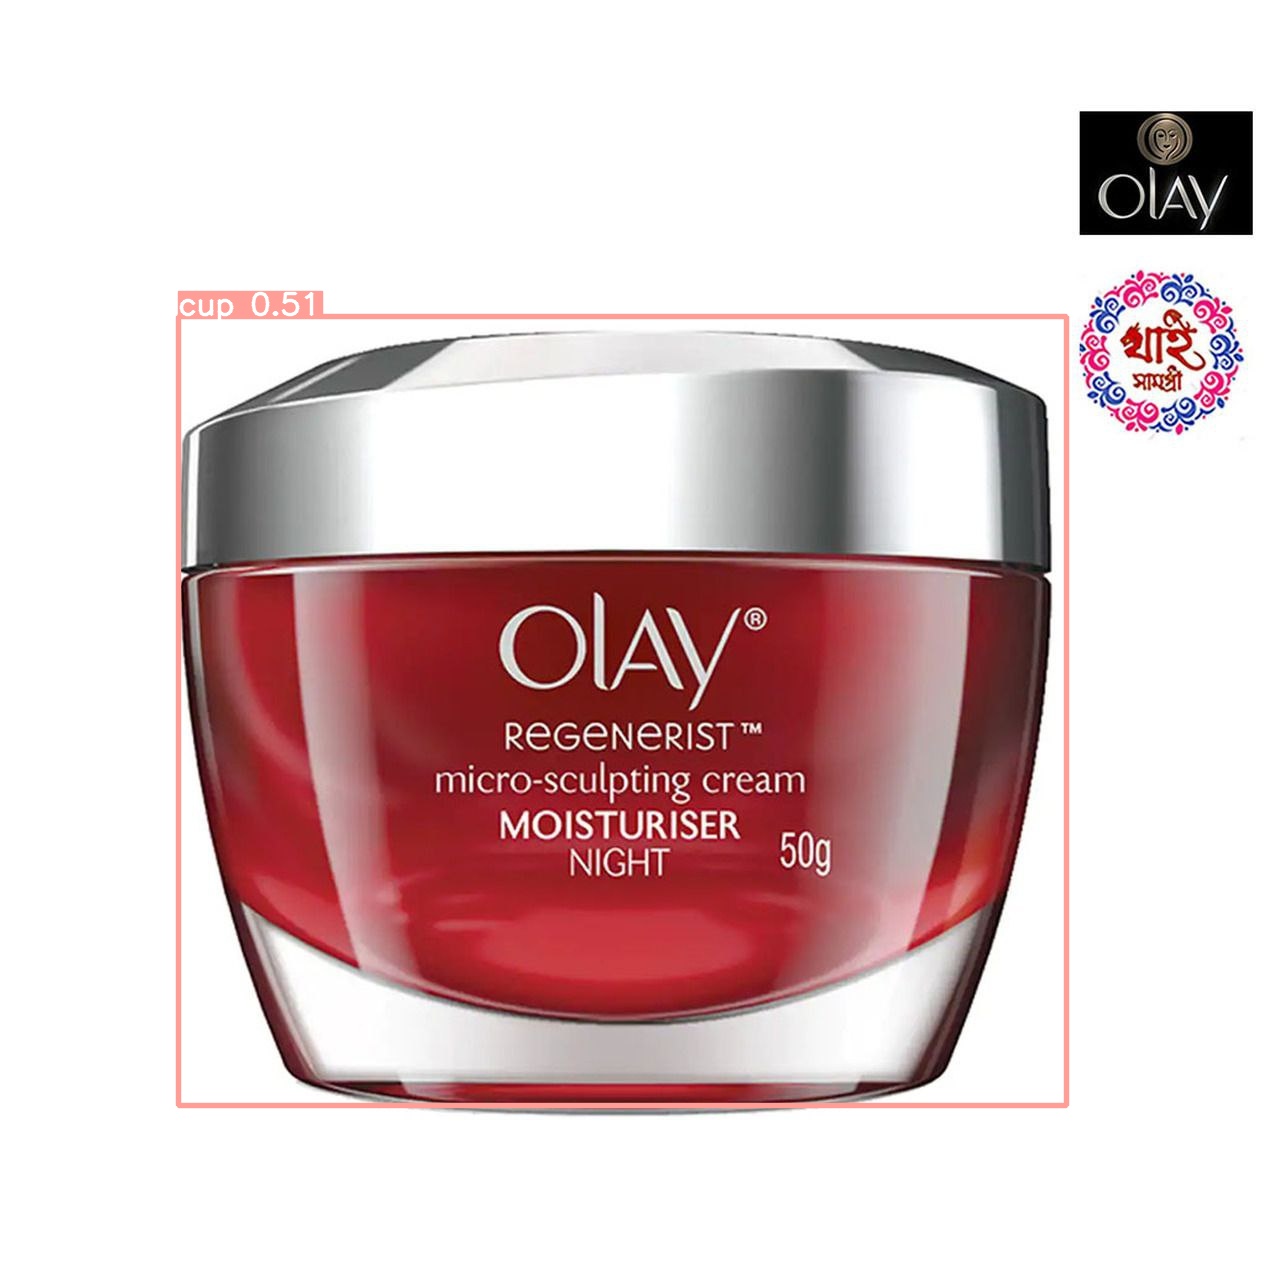 OLAY
cup 0.51
থাই
সামগ্রী
OLAY®
REGENERIST™
micro-sculpting cream
MOISTURISER
NIGHT
50g